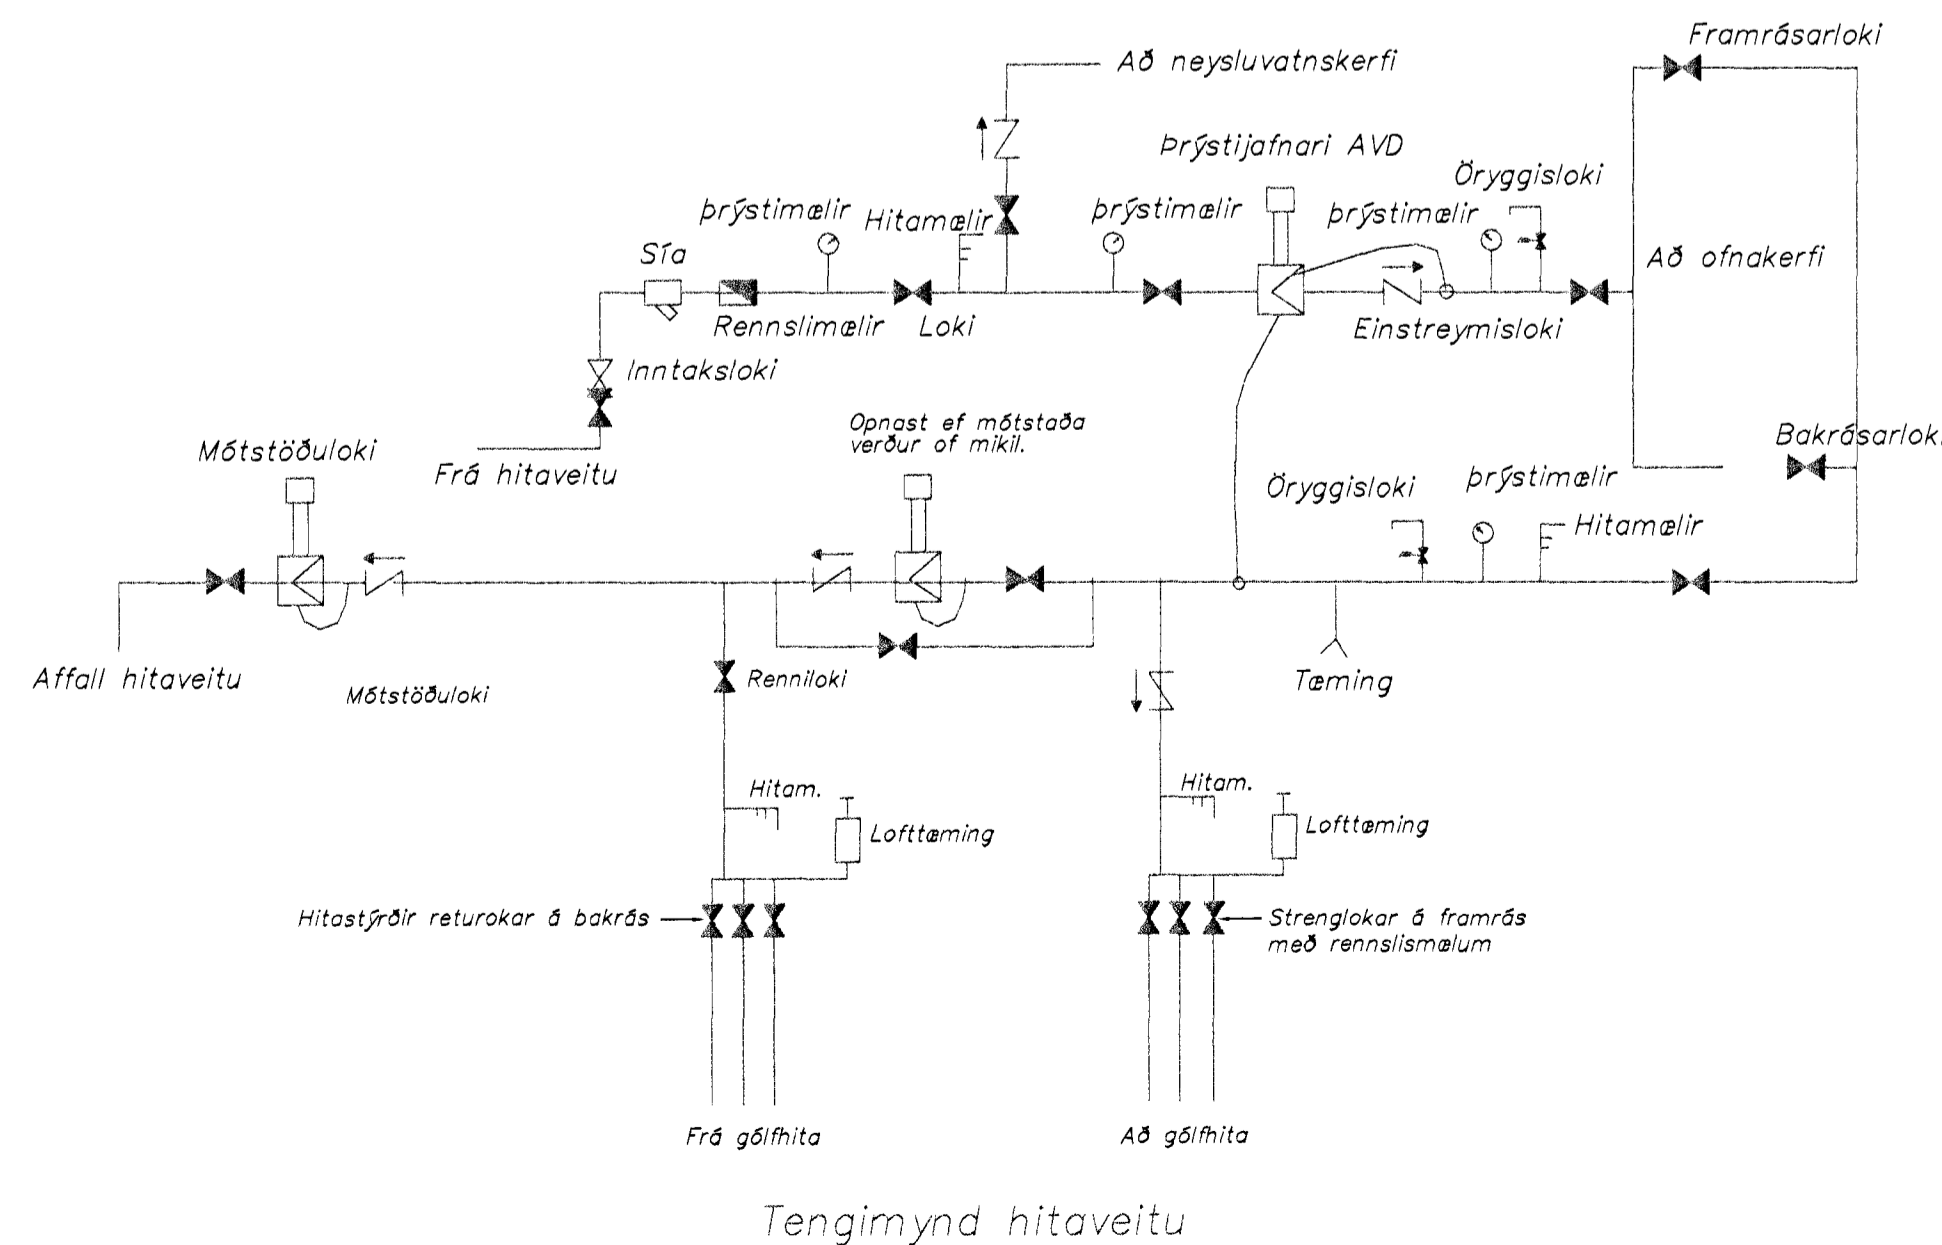 Framrásarloki
Að neysluvatnskerfi
Þrýstijafnari AVD
Öryggisloki
þrýstimælir
Hitamælir
þrýstimælir
þrýstimælir
Sía
Að ofnakerfi
Rennslimælir
Loki
Einstreymisloki
Inntaksloki
Opnast ef mótstaða
verður of mikil.
Mótstöðuloki
Frá hitaveitu
Bakrásarloki
Öryggisloki
þrýstimælir
Hitamælir
Affall hitaveitu
Mótstöðuloki
Renniloki
Tæming
Hitam.
Hitam.
Lofttæming
Lofttæming
Hitastýrðir returokar á bakrás
Strenglokar á framrás
með rennslismælum
Frá gólfhita
Að gólfhita
Tengimynd hitaveitu